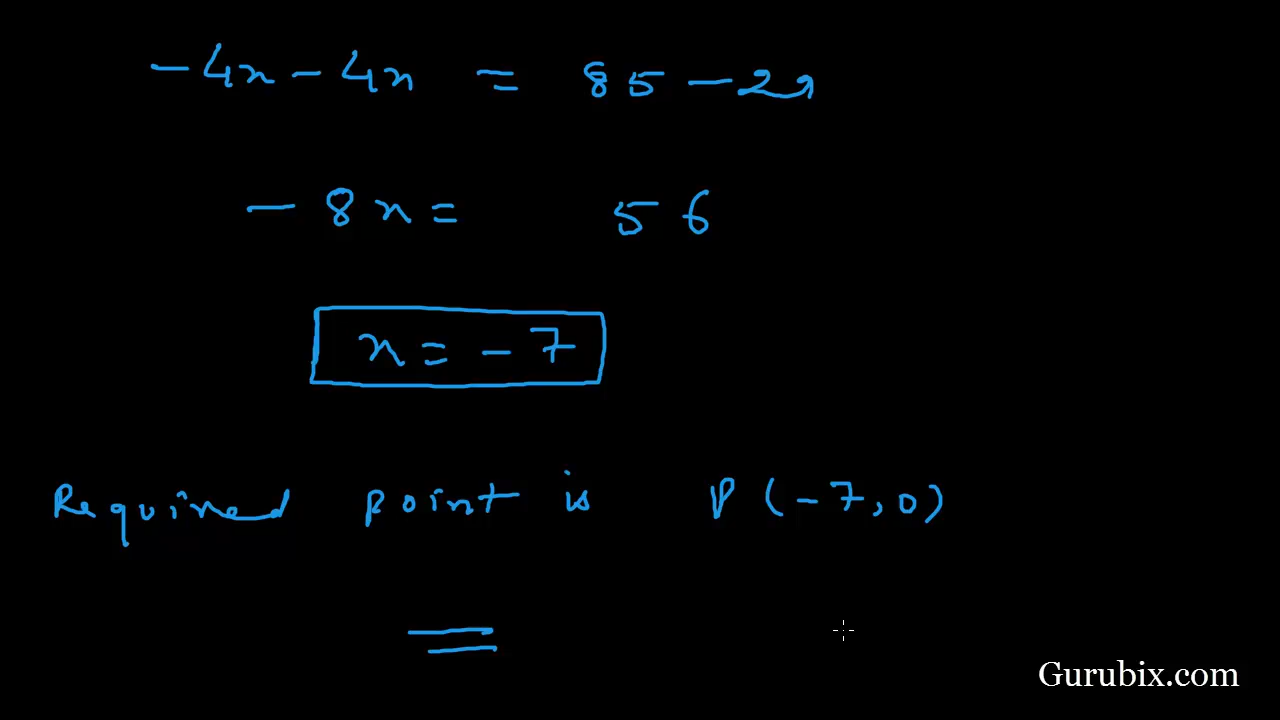 -4x - 4x = 85 - 29
- 8x = 56
x = - 7
Required point is P (-7, 0)
Gurubix.com